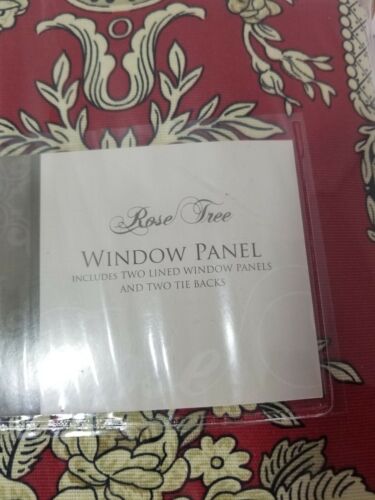 Rose Tree
WINDOW PANEL
INCLUDES TWO LINED WINDOW PANELS
AND TWO TIE BACKS